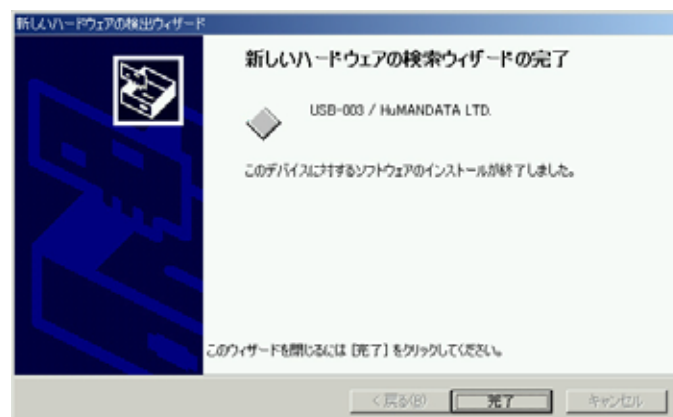 新しいハードウェアの検出ウィザード
新しいハードウェアの検索ウィザードの完了
USB-003 / HuMANDATA LTD.
このデバイスに対するソフトウェアのインストールが終了しました。
このウィザードを閉じるには [完了] をクリックしてください。
< 戻る(B)
完了
キャンセル